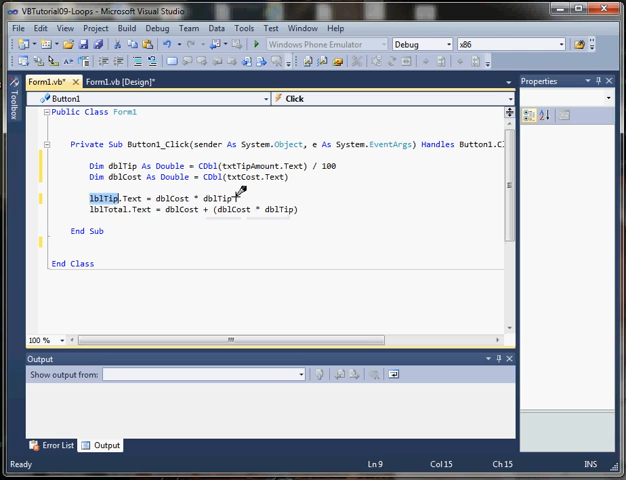 VBTutorial09-Loops - Microsoft Visual Studio
File Edit View Project Build Debug Team Data Tools Test Window Help
Windows Phone Emulator Debug x86
Form1.vb* Form1.vb [Design]*
Toolbox
Button1 Click
Public Class Form1
Private Sub Button1_Click(sender As System.Object, e As System.EventArgs) Handles Button1.Cl
Dim dblTip As Double = CDbl(txtTipAmount.Text) / 100
Dim dblCost As Double = CDbl(txtCost.Text)
lblTip.Text = dblCost * dblTip
lblTotal.Text = dblCost + (dblCost * dblTip)
End Sub
End Class
100 %
Output
Show output from:
Error List Output
Properties
Ready Ln 9 Col 15 Ch 15 INS